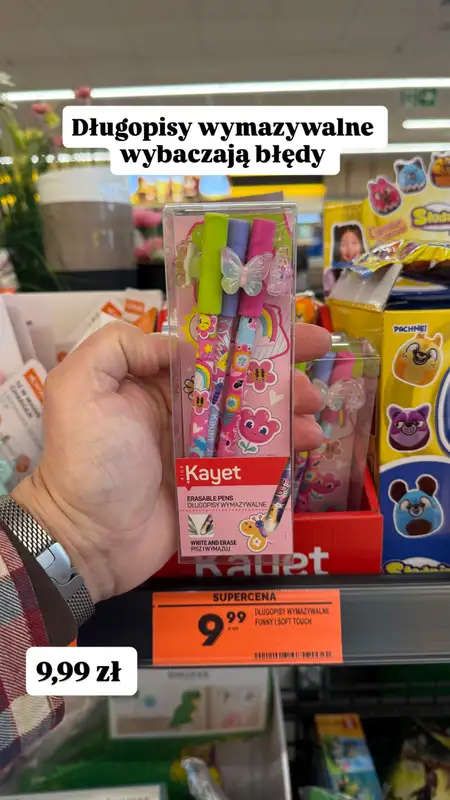 Długopisy wymazywalne
wybaczają błędy
PACHNE!
Kayet
ERASABLE PENS
DŁUGOPISY WYMAZYWALNE
WRITE AND ERASE
PISZ I WYMAZUJ
Kayet
SUPERCENA
9 99
DŁUGOPISY WYMAZYWALNE
FUNNY I SOFT TOUCH
9,99 zł